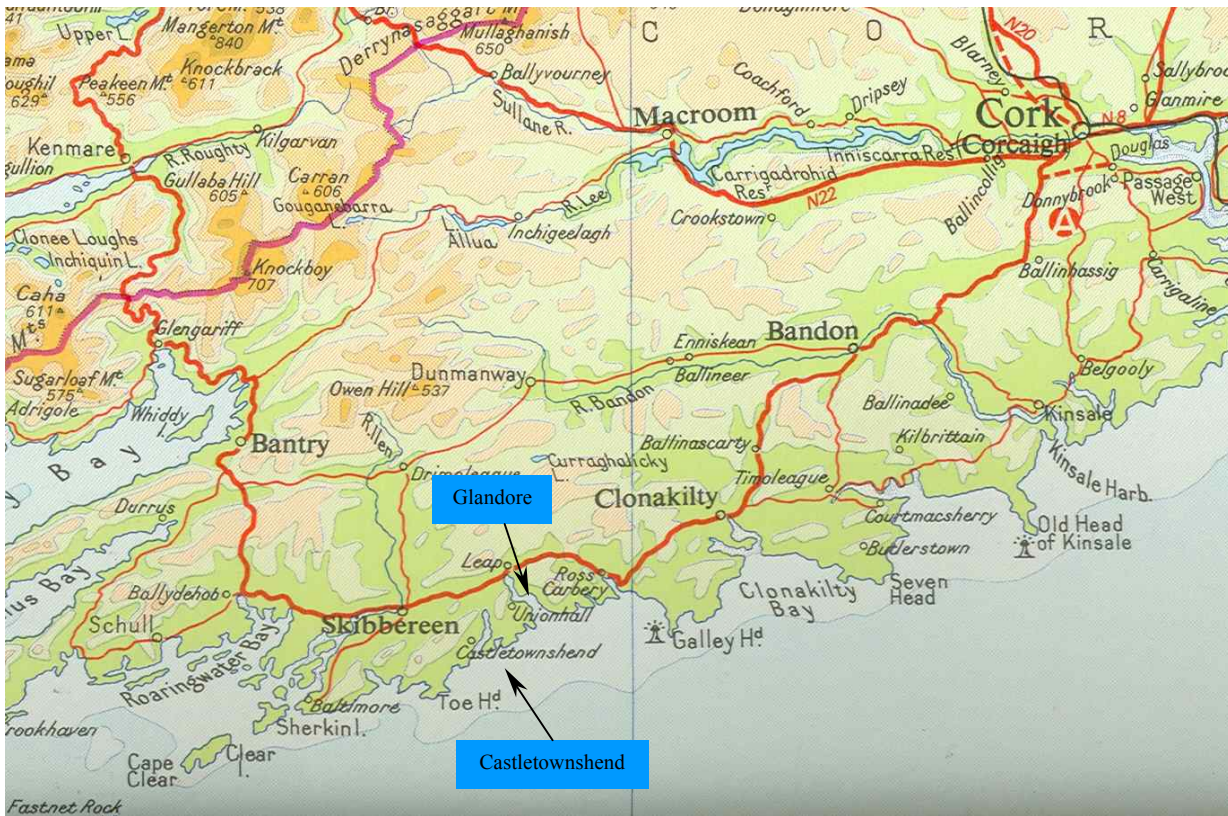 Upper L.
Mangerton Mt.
840
Mullaghanish
650
C
O
R
N20
Peakeen Mt.
556
Knockbrack
611
629
Derrynasaggart Mts
Ballyvourney
Sullane R.
Coachford
Dripsey
Blarney
Sallybroo
Glanmire
Macroom
Cork
(Corcaigh)
N8
Kenmare
R. Roughty
Kilgarvan
Inniscarra Res.
Douglas
Gullaba Hill
605
Carran
606
Carrigadrohid
Resr
Ballincollig
Donnybrook
Passage
West
Gouganebarra
L.
R. Lee
N22
Crookstown
A
Clonee Loughs
Inchiquin L.
L.
Allua
Inchigeelagh
Knockboy
707
Ballinhassig
Carrigaline
Caha
611
Mts
Glengariff
Bandon
Enniskean
Ballineer
Sugarloaf Mt.
575
Adrigole
Dunmanway
Owen Hill 537
R. Bandon
Belgooly
Whiddy
I.
Ballinadee
Kinsale
Bantry
R. Ilen
Ballinascarty
Kilbrittain
Bay
Drimoleague
Curraghalicky
L.
Timoleague
Kinsale Harb.
Glandore
Clonakilty
Durrus
Courtmacsherry
Old Head
of Kinsale
Butlerstown
Leap
Ross
Carbery
Clonakilty
Bay
Seven
Head
Ballydehob
Unionhall
Schull
Skibbereen
Galley Hd.
Castletownshend
Roaringwater Bay
Baltimore
Toe Hd.
Sherkin I.
rookhaven
Cape
Clear
Clear
I.
Castletownshend
Fastnet Rock